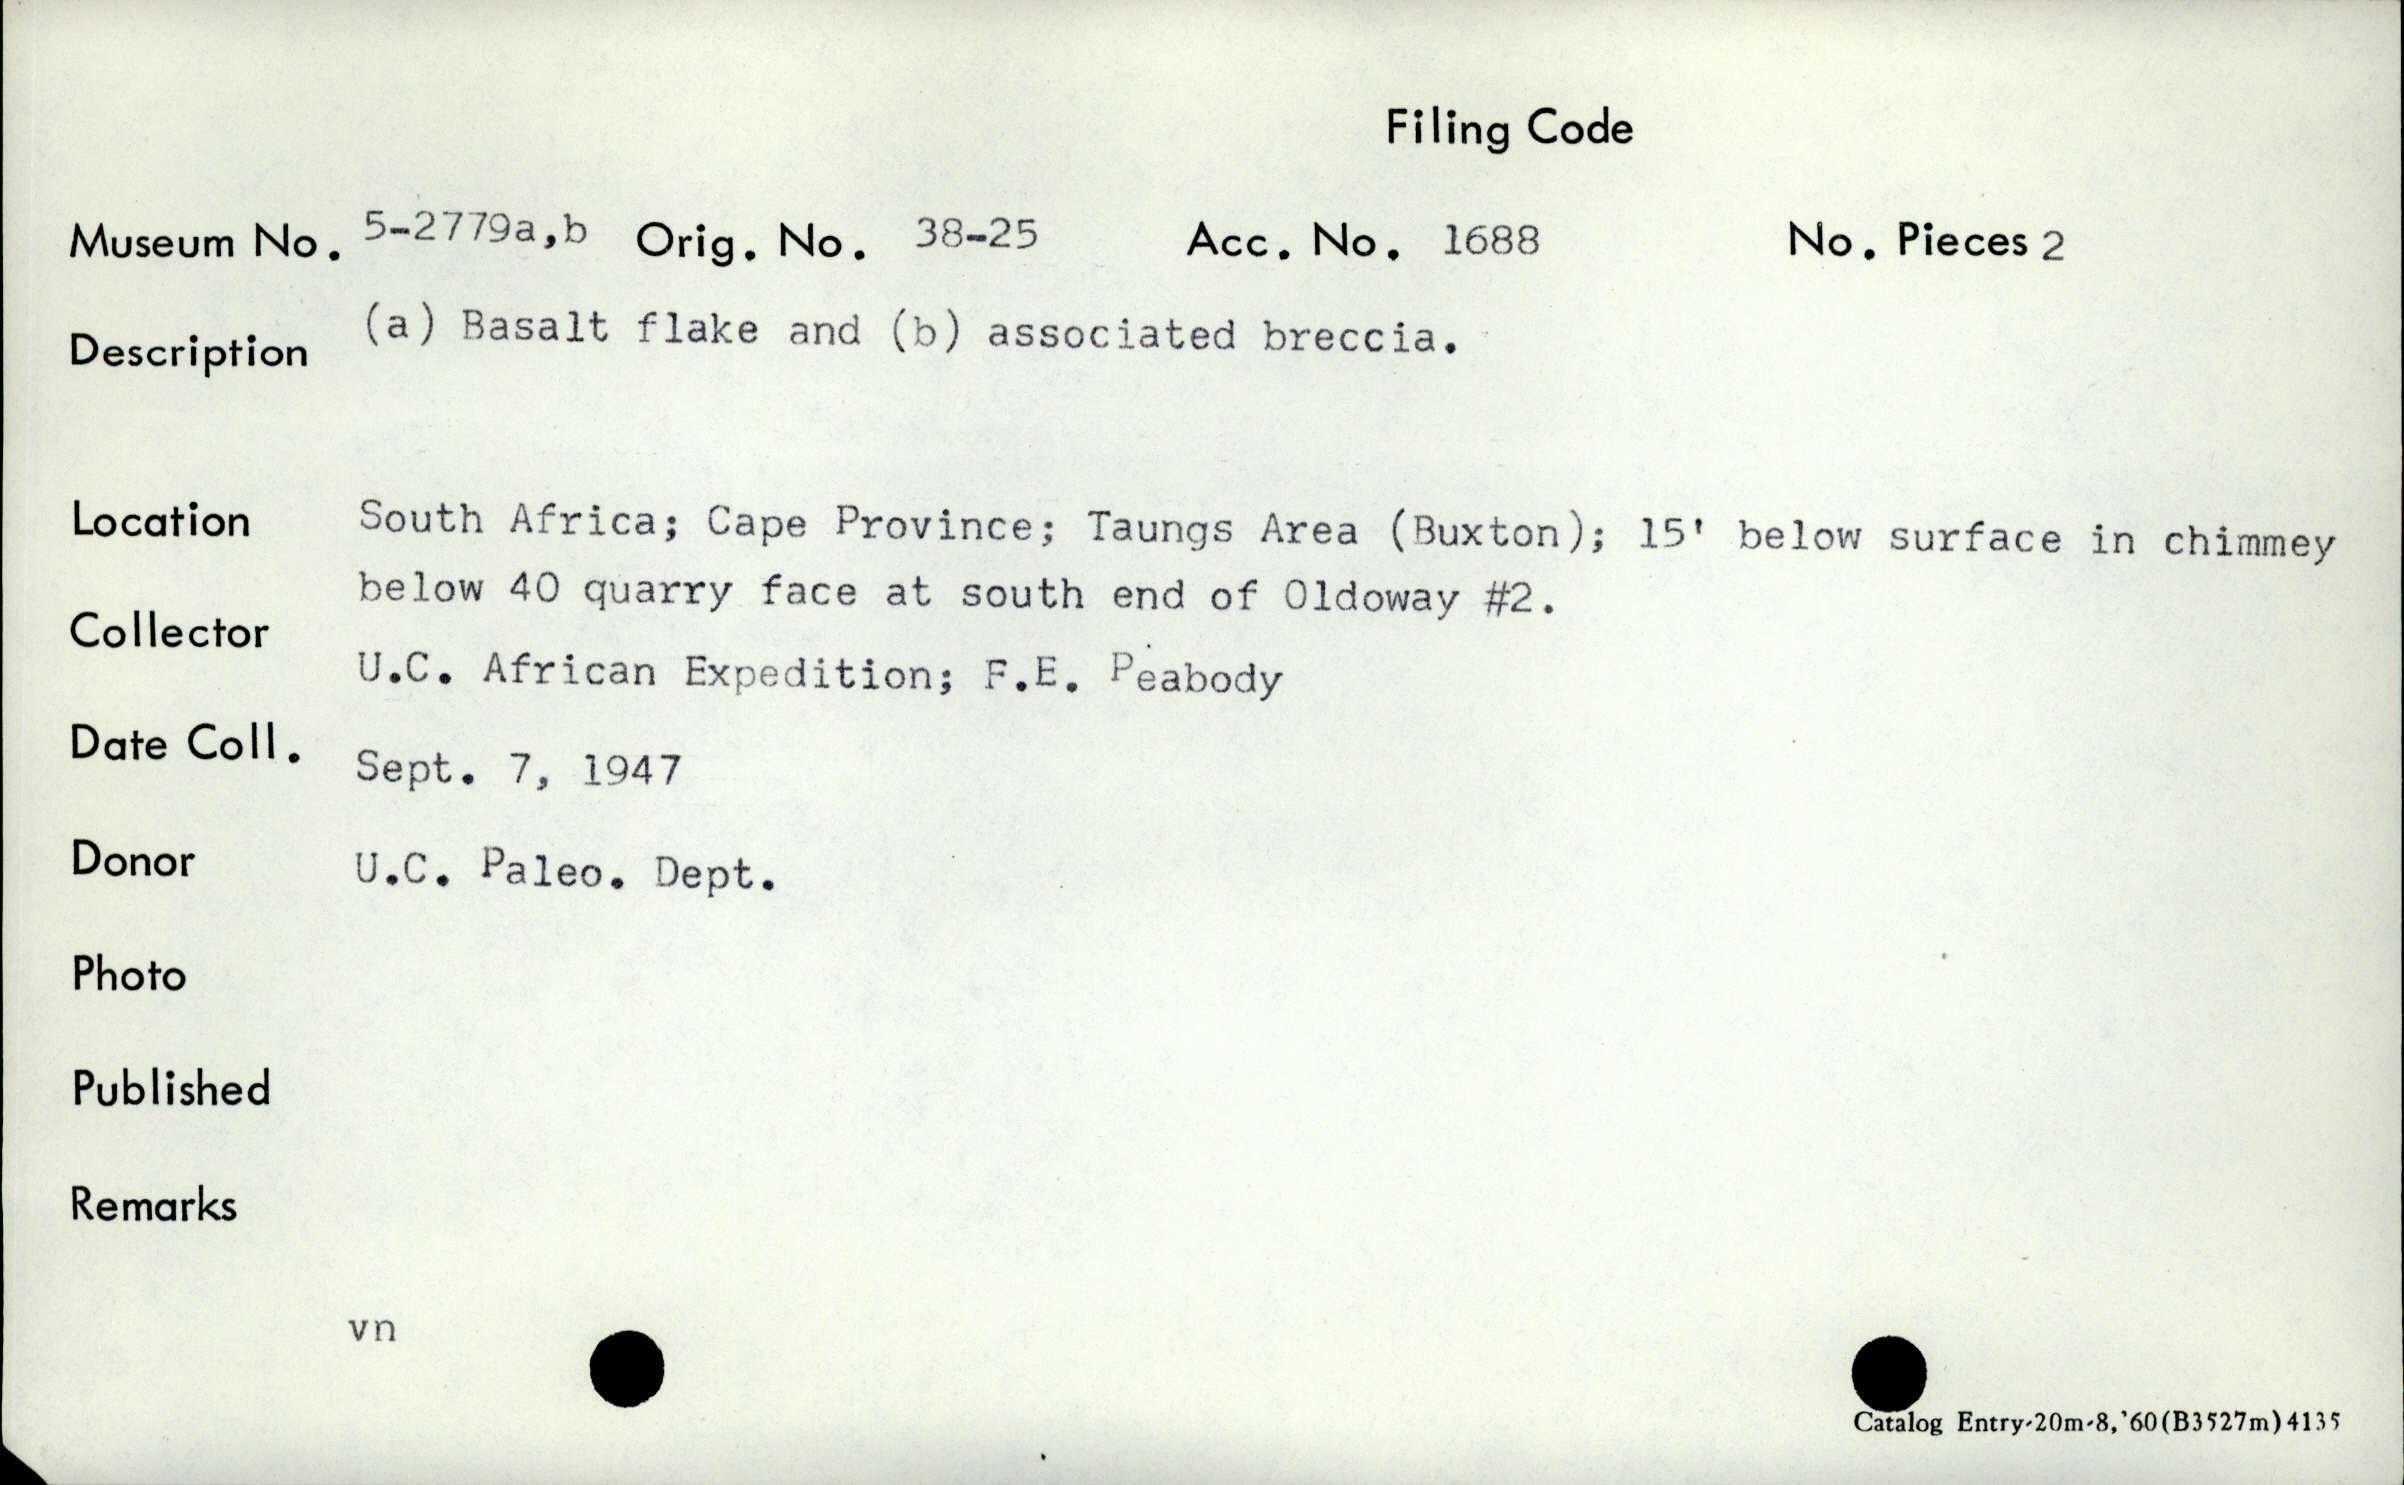 Filing Code
Museum No. 5-2779a,b Orig. No. 38-25 Acc. No. 1688 No. Pieces 2
Description (a) Basalt flake and (b) associated breccia.
Location South Africa; Cape Province; Taungs Area (Buxton); 15' below surface in chimmey
below 40 quarry face at south end of Oldoway #2.
Collector
U.C. African Expedition; F.E. Peabody
Date Coll. Sept. 7, 1947
Donor U.C. Paleo. Dept.
Photo
Published
Remarks
vn
Catalog Entry-20m-8,'60(B3527m)4135